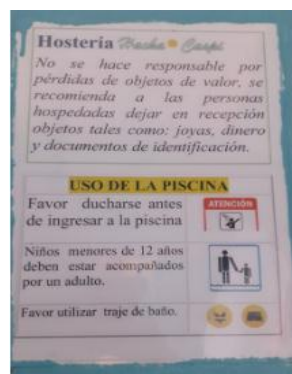 Hostería
No se hace responsable por
pérdidas de objetos de valor, se
recomienda a las personas
hospedadas dejar en recepción
objetos tales como: joyas, dinero
y documentos de identificación.
USO DE LA PISCINA
Favor ducharse antes
de ingresar a la piscina
ATENCIÓN
Niños menores de 12 años
deben estar acompañados
por un adulto.
Favor utilizar traje de baño.